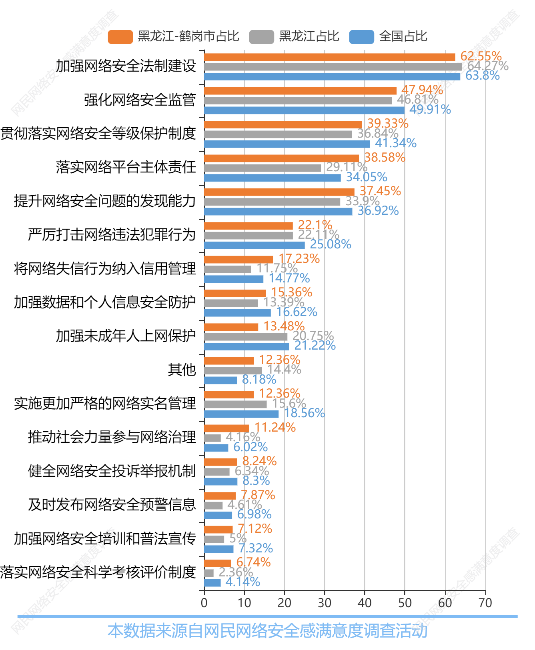 黑龙江-鹤岗市占比 黑龙江占比 全国占比
加强网络安全法制建设 62.55% 64.27% 63.8%
强化网络安全监管 47.94% 46.81% 49.91%
贯彻落实网络安全等级保护制度 39.33% 36.84% 41.34%
落实网络平台主体责任 38.58% 29.11% 34.05%
提升网络安全问题的发现能力 37.45% 33.9% 36.92%
严厉打击网络违法犯罪行为 22.1% 22.11% 25.08%
将网络失信行为纳入信用管理 17.23% 11.75% 14.77%
加强数据和个人信息安全防护 15.36% 13.39% 16.62%
加强未成年人上网保护 13.48% 20.75% 21.22%
其他 12.36% 14.4% 8.18%
实施更加严格的网络实名管理 12.36% 15.6% 18.56%
推动社会力量参与网络治理 11.24% 4.16% 6.02%
健全网络安全投诉举报机制 8.24% 6.34% 8.3%
及时发布网络安全预警信息 7.87% 4.61% 6.98%
加强网络安全培训和普法宣传 7.12% 5% 7.32%
落实网络安全科学考核评价制度 6.74% 2.36% 4.14%
0 10 20 30 40 50 60 70
本数据来源自网民网络安全感满意度调查活动